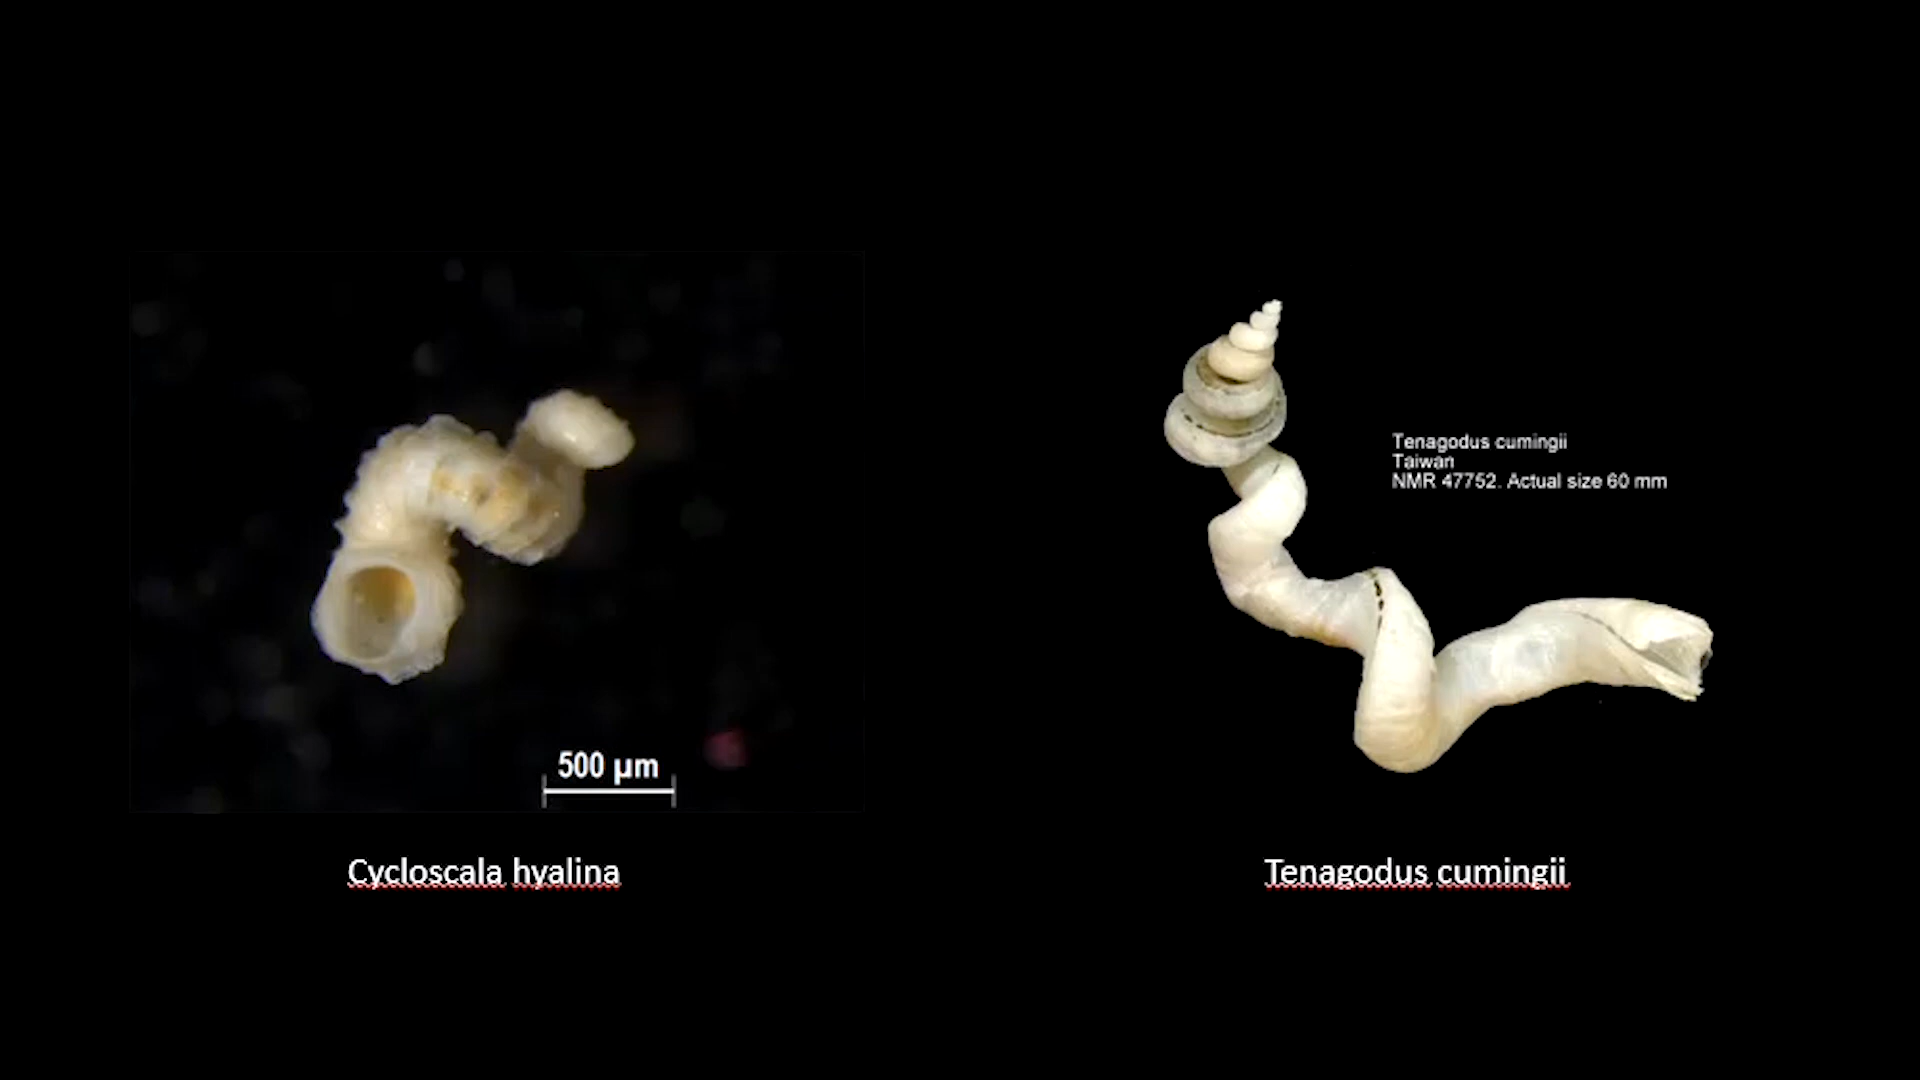 Tenagodus cumingii
Taiwan
NMR 47752. Actual size 60 mm
500 µm
Cycloscala hyalina
Tenagodus cumingii